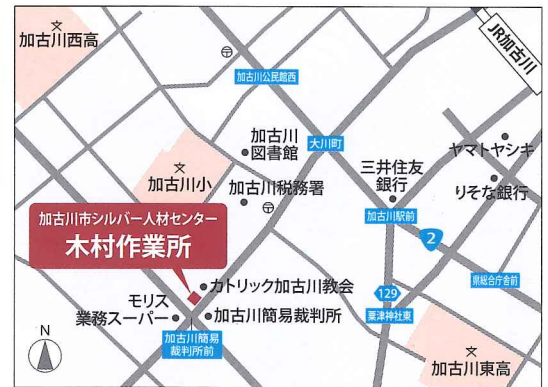 加古川西高
加古川公民館西
JR加古川
加古川
図書館
大川町
ヤマトヤシキ
三井住友
銀行
加古川小
加古川税務署
りそな銀行
加古川駅前
2
加古川市シルバー人材センター
木村作業所
県総合庁舎前
カトリック加古川教会
129
モリス
業務スーパー
加古川簡易裁判所
粟津神社東
加古川簡易
裁判所前
N
加古川東高